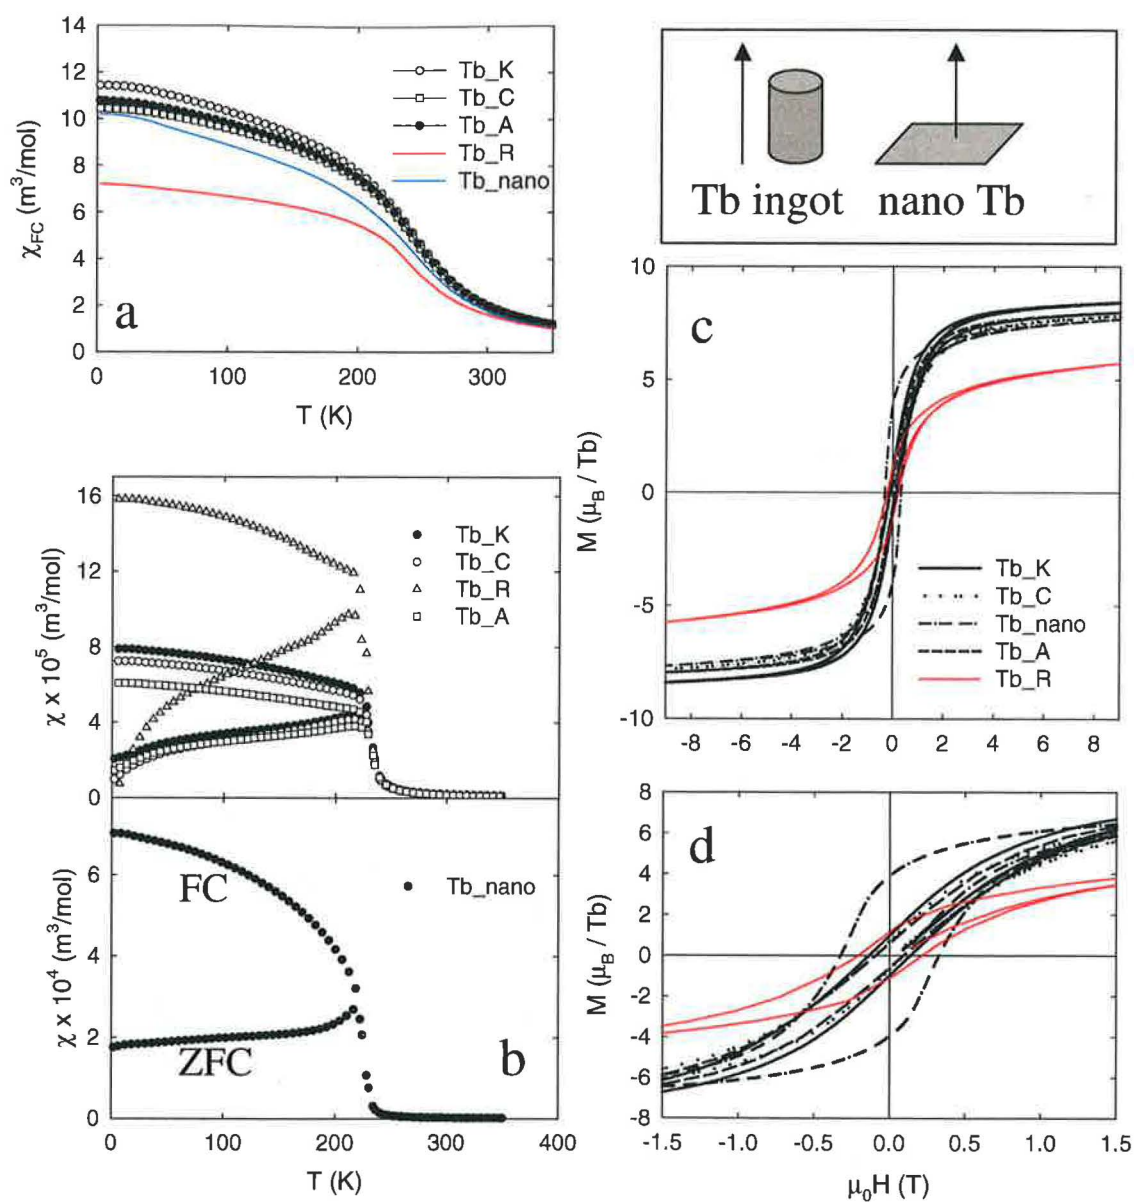 14
12
10
8
6
4
2
0
χFC (m³/mol)
Tb_K
Tb_C
Tb_A
Tb_R
Tb_nano
a
0 100 200 300
T (K)
Tb ingot nano Tb
10
5
0
-5
-10
M (μB / Tb)
c
Tb_K
Tb_C
Tb_nano
Tb_A
Tb_R
-8 -6 -4 -2 0 2 4 6 8
16
12
8
4
0
χ x 10⁵ (m³/mol)
Tb_K
Tb_C
Tb_R
Tb_A
6
4
2
0
χ x 10⁴ (m³/mol)
FC
Tb_nano
ZFC
b
0 100 200 300 400
T (K)
8
6
4
2
0
-2
-4
-6
-8
M (μB / Tb)
d
-1.5 -1.0 -0.5 0.0 0.5 1.0 1.5
μ₀H (T)